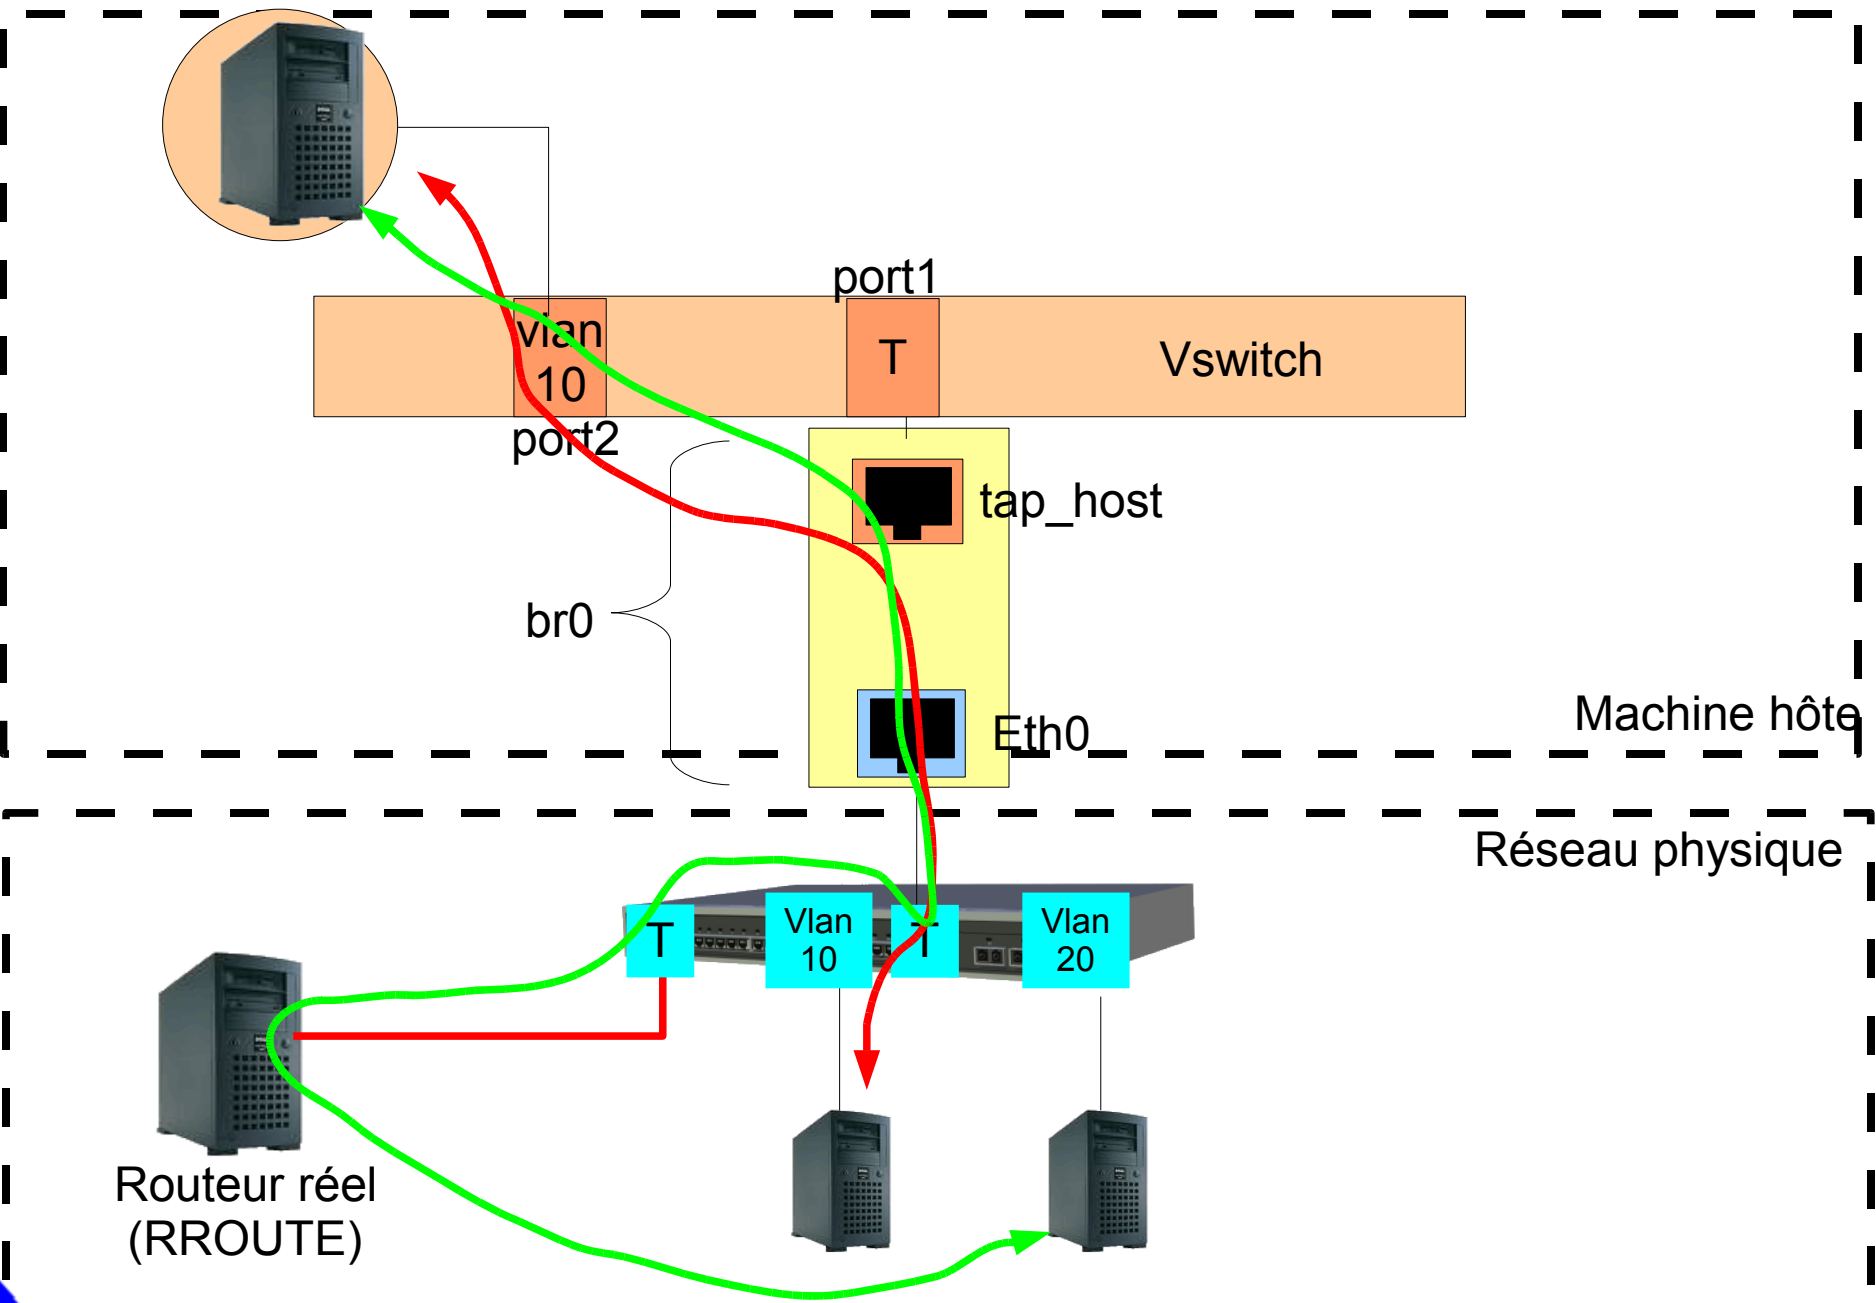 port1
vlan
10
T
Vswitch
port2
tap_host
br0
Eth0
Machine hôte
Réseau physique
T
Vlan
10
T
Vlan
20
Routeur réel
(RROUTE)